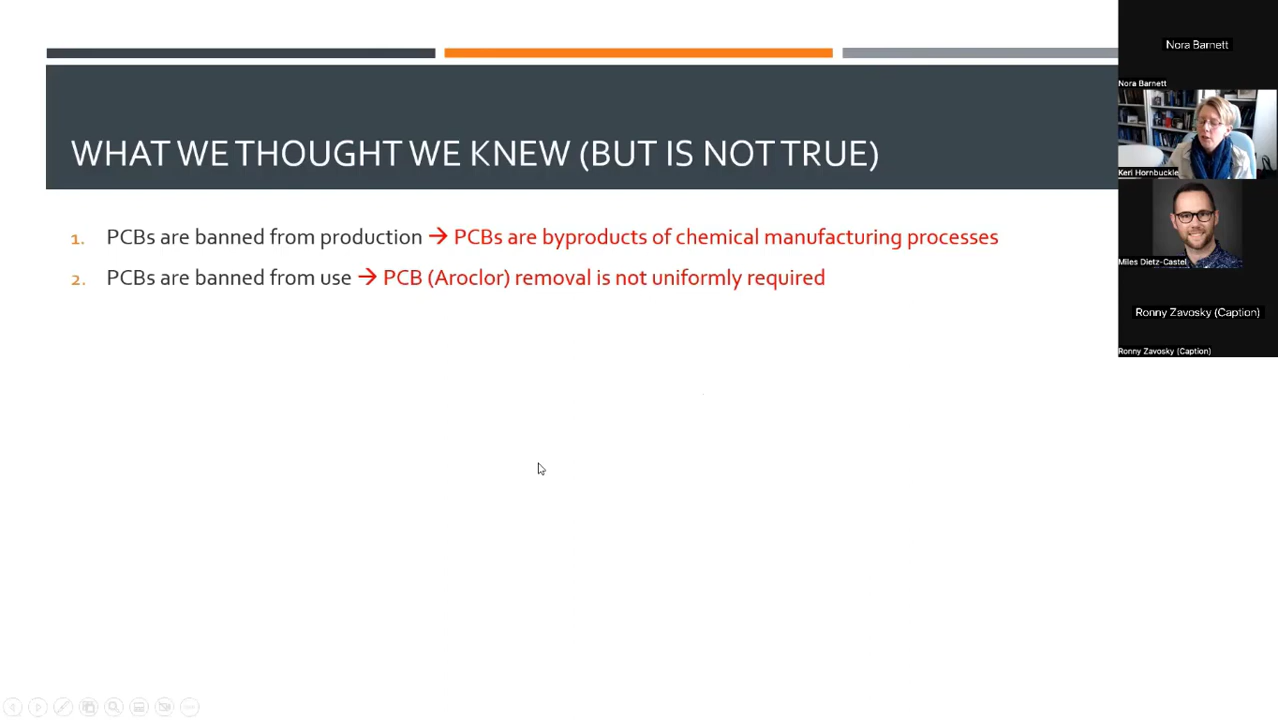 Nora Barnett
Nora Barnett
WHAT WE THOUGHT WE KNEW (BUT IS NOT TRUE)
Keri Hornbuckle
1. PCBs are banned from production → PCBs are byproducts of chemical manufacturing processes
2. PCBs are banned from use → PCB (Aroclor) removal is not uniformly required
Miles Dietz-Castel
Ronny Zavosky (Caption)
Ronny Zavosky (Caption)